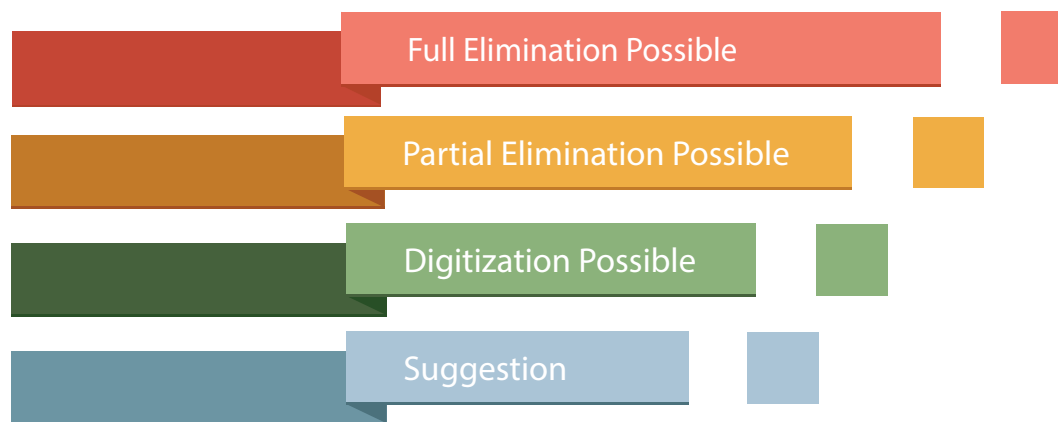 Full Elimination Possible
Partial Elimination Possible
Digitization Possible
Suggestion